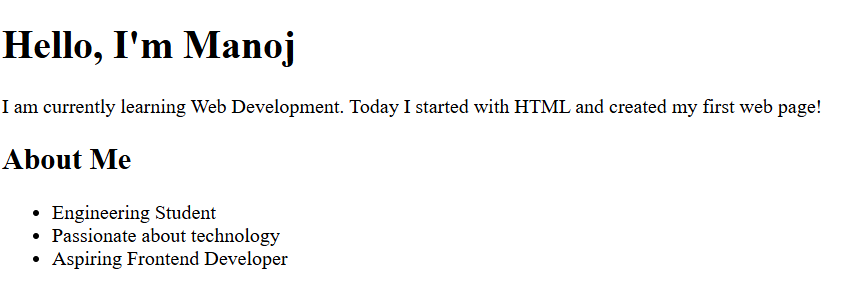 Hello, I'm Manoj
I am currently learning Web Development. Today I started with HTML and created my first web page!
About Me
• Engineering Student
• Passionate about technology
• Aspiring Frontend Developer